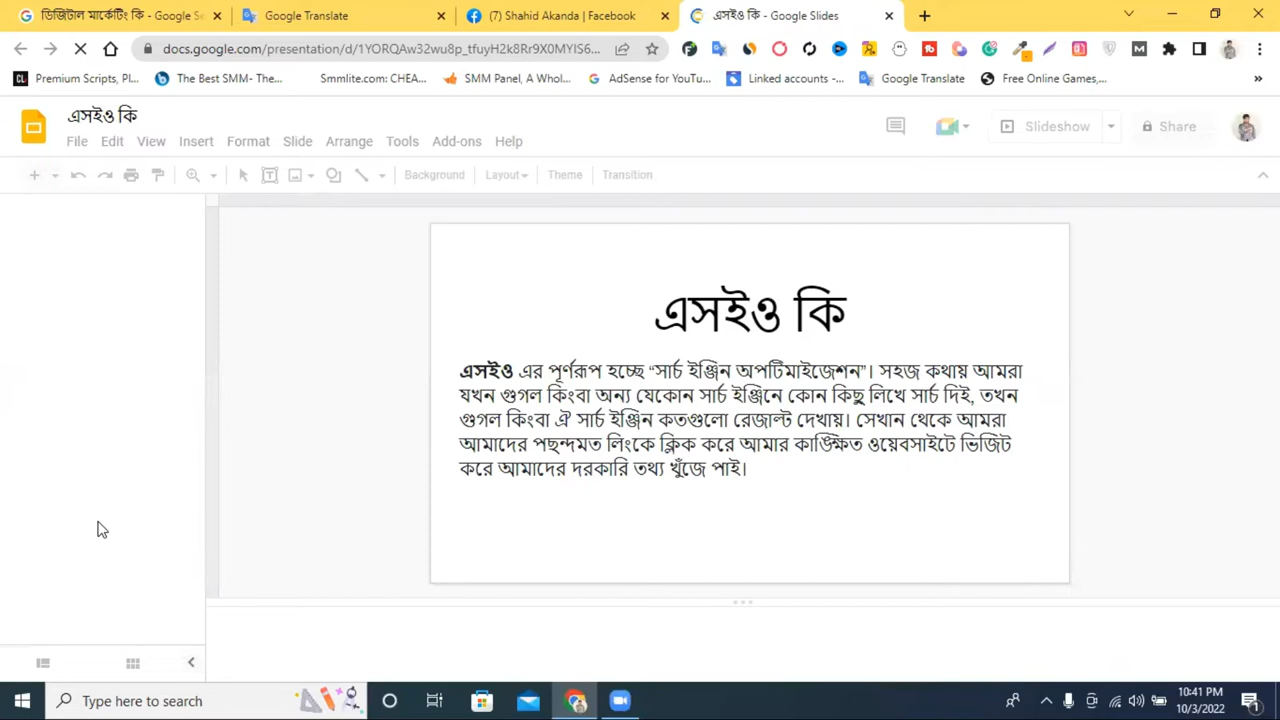 ডিজিটাল মার্কেটিং কি - Google Se
Google Translate
(7) Shahid Akanda | Facebook
এসইও কি - Google Slides
docs.google.com/presentation/d/1YORQAw32wu8p_tfuyH2k8Rr9X0MYIS6...
Premium Scripts, Pl...
The Best SMM- The...
Smmlite.com: CHEA...
SMM Panel, A Whol...
AdSense for YouTu...
Linked accounts -...
Google Translate
Free Online Games,...
এসইও কি
File Edit View Insert Format Slide Arrange Tools Add-ons Help
Slideshow
Share
Background Layout Theme Transition
এসইও কি
এসইও এর পূর্ণরূপ হচ্ছে “সার্চ ইঞ্জিন অপটিমাইজেশন”। সহজ কথায় আমরা
যখন গুগল কিংবা অন্য যেকোন সার্চ ইঞ্জিনে কোন কিছু লিখে সার্চ দিই, তখন
গুগল কিংবা ঐ সার্চ ইঞ্জিন কতগুলো রেজাল্ট দেখায়। সেখান থেকে আমরা
আমাদের পছন্দমত লিংকে ক্লিক করে আমার কাঙ্ক্ষিত ওয়েবসাইটে ভিজিট
করে আমাদের দরকারি তথ্য খুঁজে পাই।
Type here to search
10:41 PM
10/3/2022